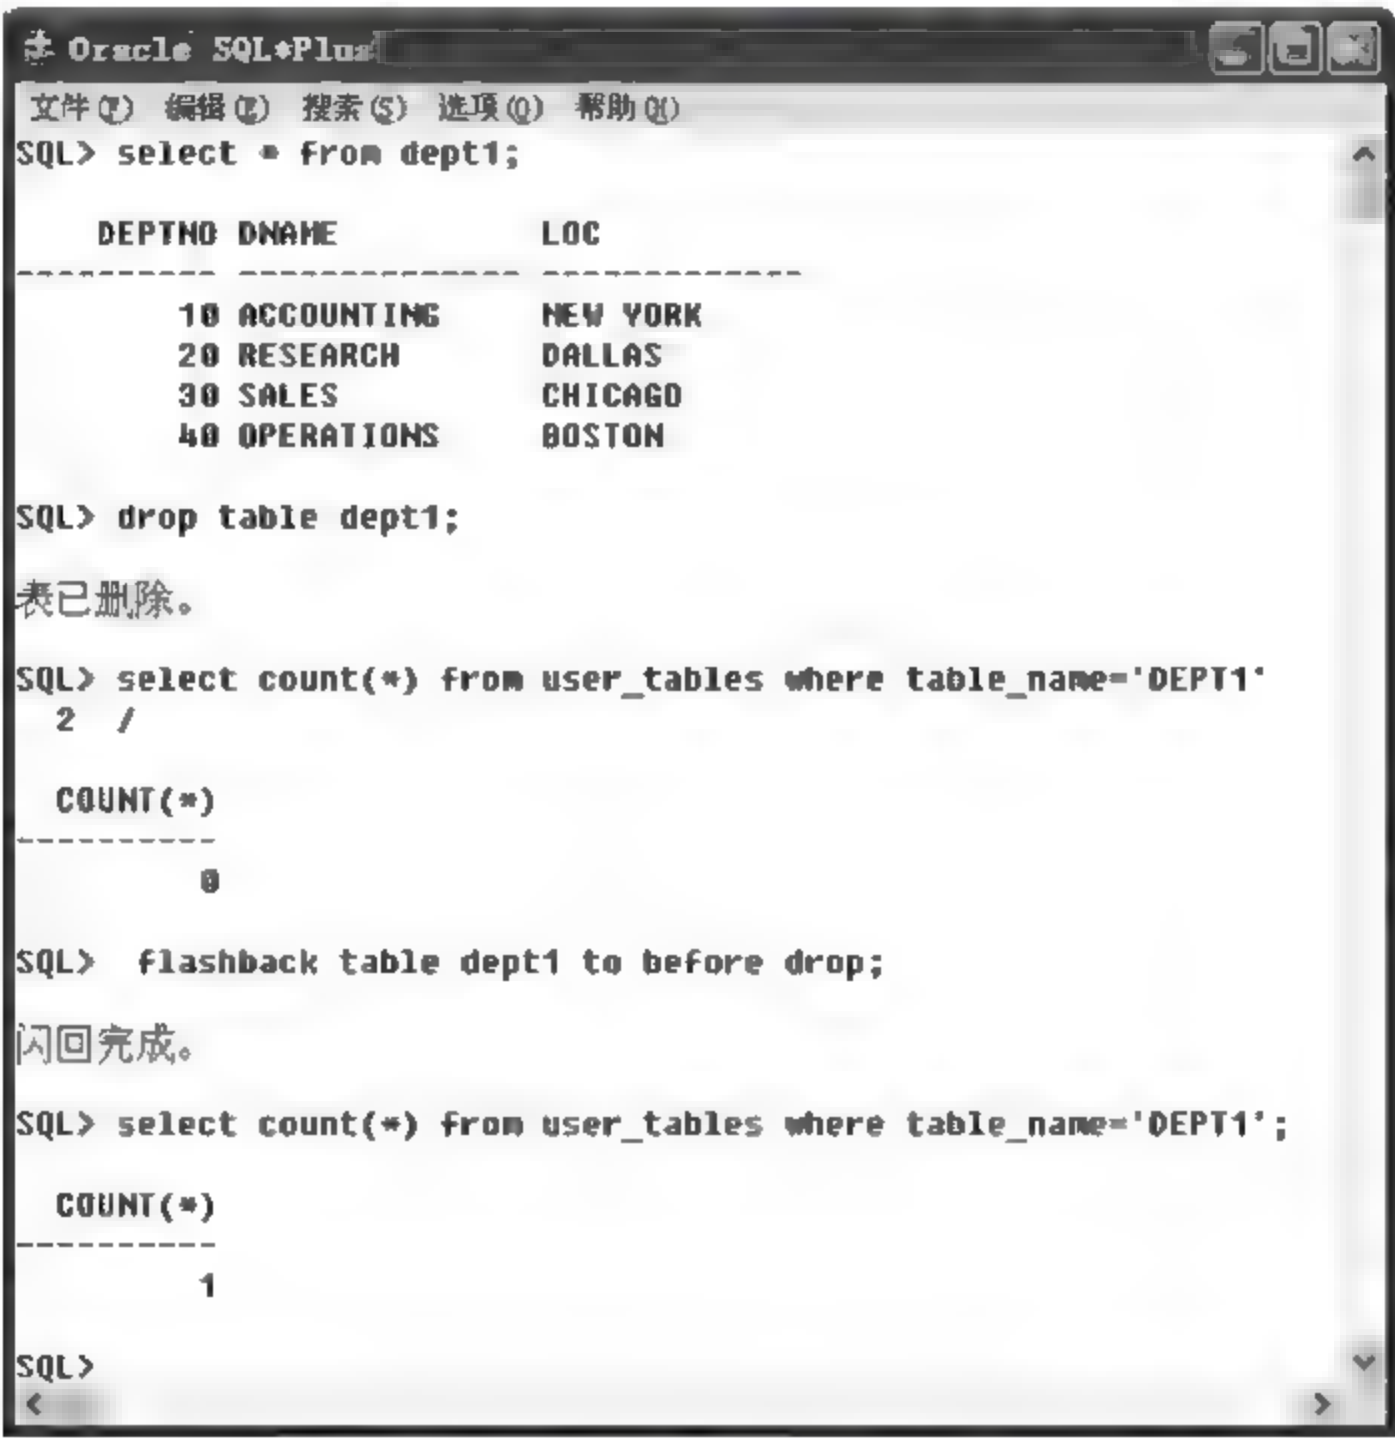 Oracle SQL*Plus
文件(F) 编辑(E) 搜索(S) 选项(O) 帮助(H)
SQL> select * from dept1;
DEPTNO DNAME LOC
---------- -------------- -------------
10 ACCOUNTING NEW YORK
20 RESEARCH DALLAS
30 SALES CHICAGO
40 OPERATIONS BOSTON
SQL> drop table dept1;
表已删除。
SQL> select count(*) from user_tables where table_name='DEPT1'
2 /
COUNT(*)
----------
0
SQL> flashback table dept1 to before drop;
闪回完成。
SQL> select count(*) from user_tables where table_name='DEPT1';
COUNT(*)
----------
1
SQL>